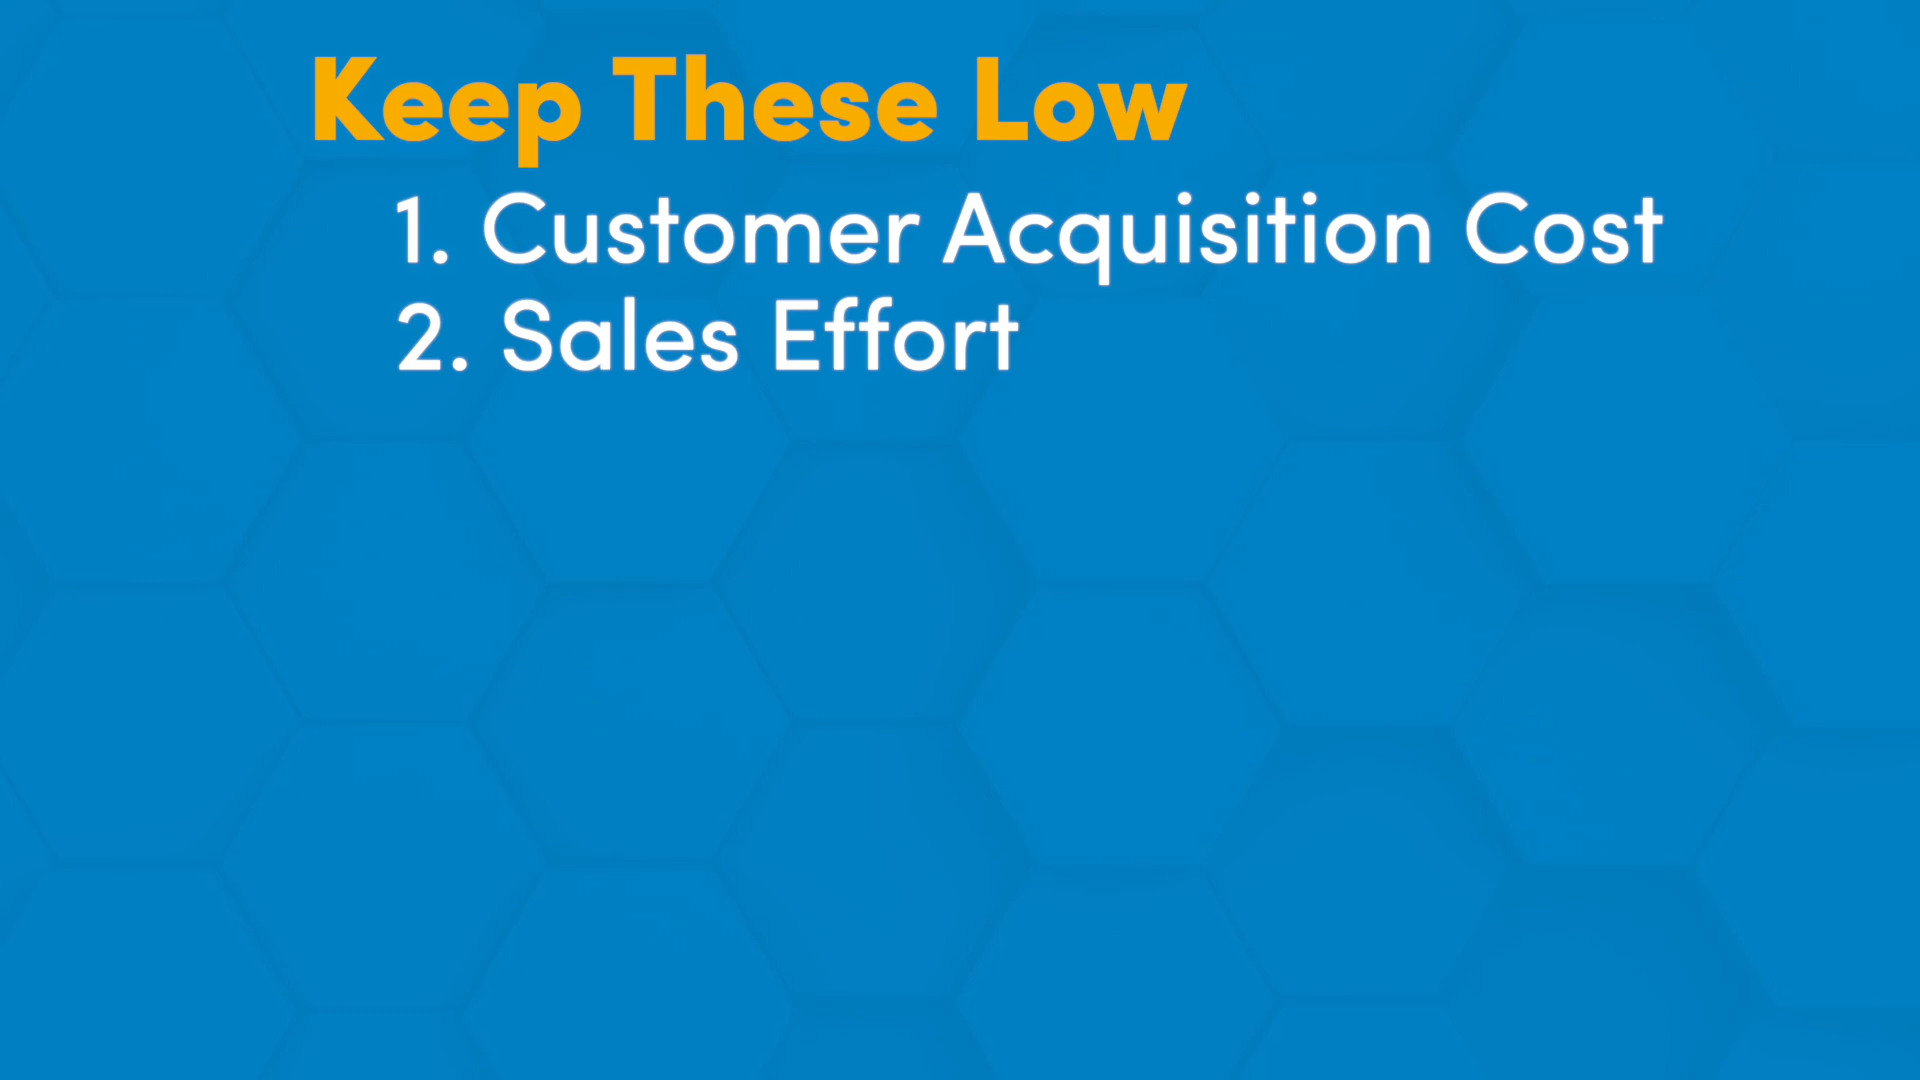 Keep These Low
1. Customer Acquisition Cost
2. Sales Effort